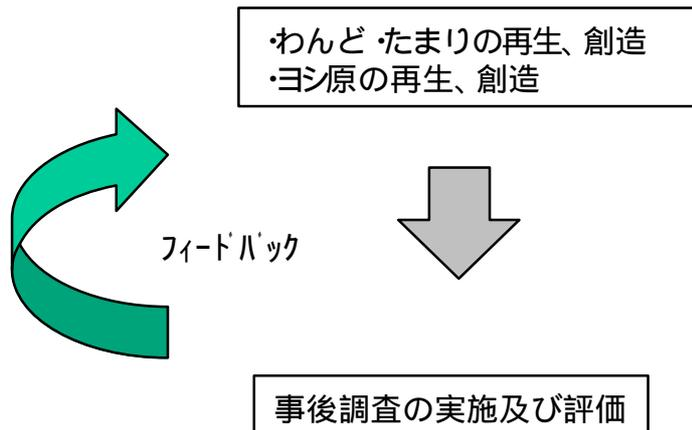 ・わんど・たまりの再生、創造
・ヨシ原の再生、創造
ﾌｨｰﾄﾞﾊﾞｯｸ
事後調査の実施及び評価